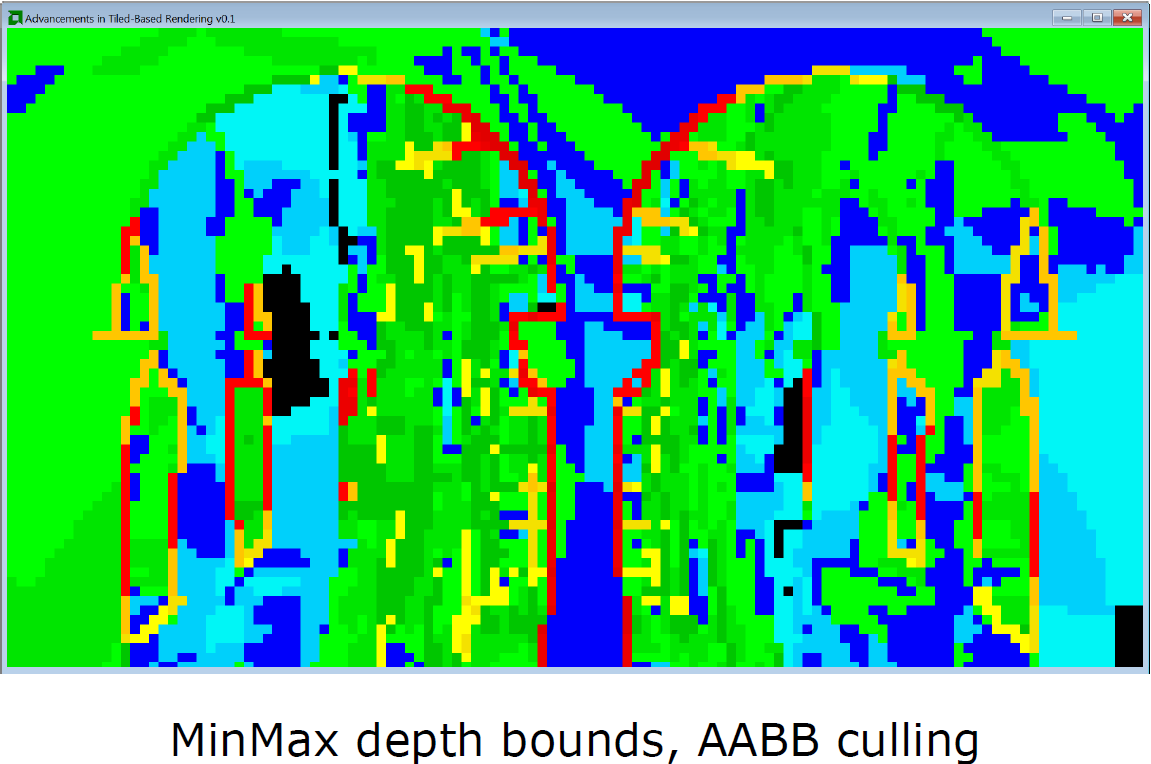 Advancements in Tiled-Based Rendering v0.1
MinMax depth bounds, AABB culling